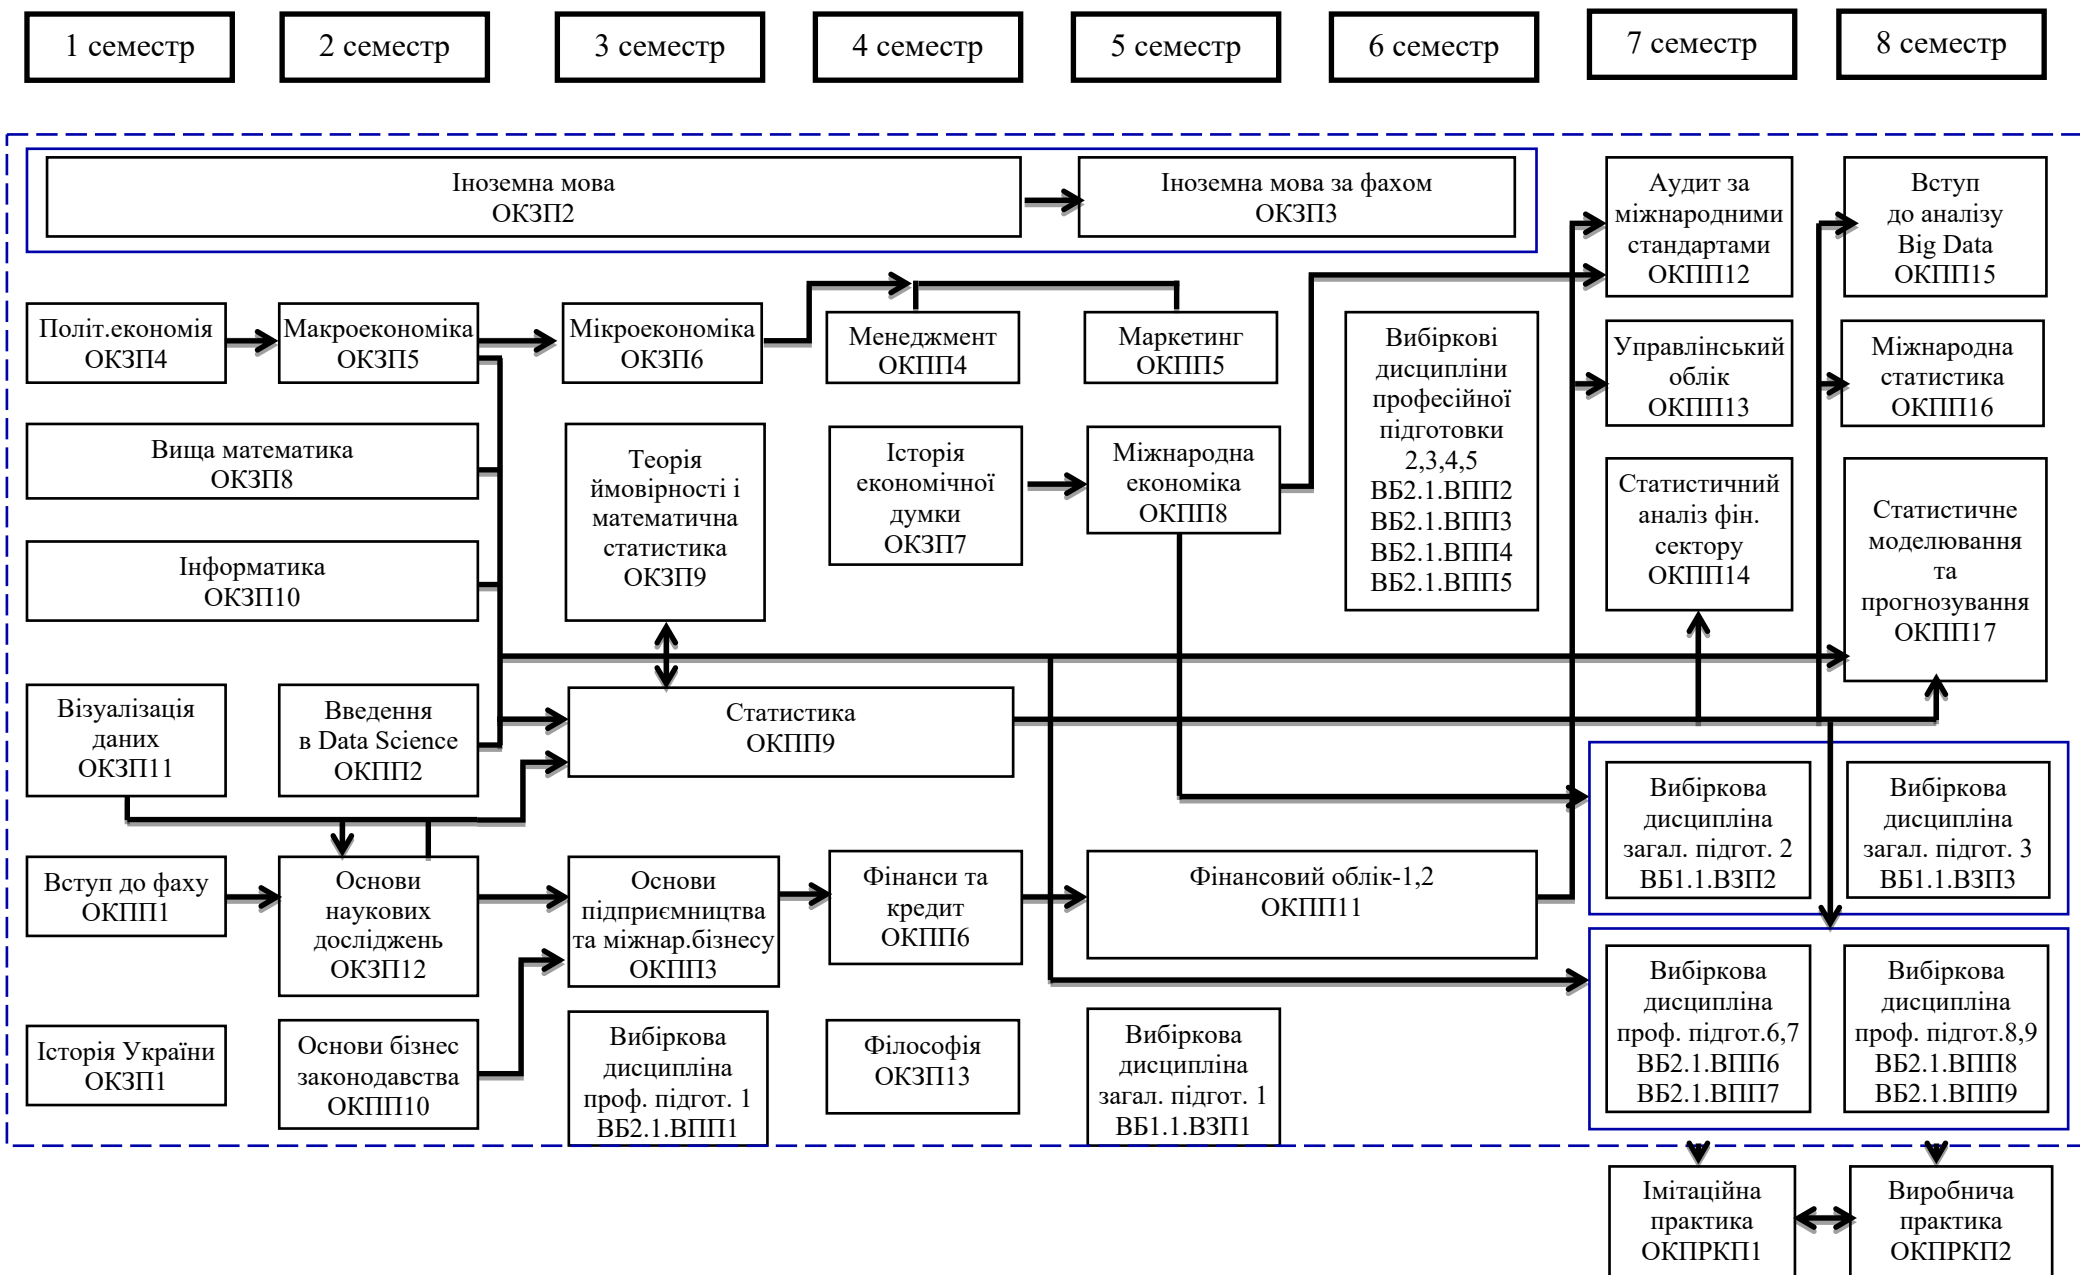 1 семестр
2 семестр
3 семестр
4 семестр
5 семестр
6 семестр
7 семестр
8 семестр
Іноземна мова
ОКЗП2
Іноземна мова за фахом
ОКЗП3
Аудит за
міжнародними
стандартами
ОКПП12
Вступ
до аналізу
Big Data
ОКПП15
Політ.економія
ОКЗП4
Макроекономіка
ОКЗП5
Мікроекономіка
ОКЗП6
Менеджмент
ОКПП4
Маркетинг
ОКПП5
Вибіркові
дисципліни
професійної
підготовки
2,3,4,5
ВБ2.1.ВПП2
ВБ2.1.ВПП3
ВБ2.1.ВПП4
ВБ2.1.ВПП5
Управлінський
облік
ОКПП13
Міжнародна
статистика
ОКПП16
Вища математика
ОКЗП8
Теорія
ймовірності і
математична
статистика
ОКЗП9
Історія
економічної
думки
ОКЗП7
Міжнародна
економіка
ОКПП8
Статистичний
аналіз фін.
сектору
ОКПП14
Статистичне
моделювання
та
прогнозування
ОКПП17
Інформатика
ОКЗП10
Візуалізація
даних
ОКЗП11
Введення
в Data Science
ОКПП2
Статистика
ОКПП9
Вибіркова
дисципліна
загал. підгот. 2
ВБ1.1.ВЗП2
Вибіркова
дисципліна
загал. підгот. 3
ВБ1.1.ВЗП3
Вступ до фаху
ОКПП1
Основи
наукових
досліджень
ОКЗП12
Основи
підприємництва
та міжнар.бізнесу
ОКПП3
Фінанси та
кредит
ОКПП6
Фінансовий облік-1,2
ОКПП11
Вибіркова
дисципліна
проф. підгот.6,7
ВБ2.1.ВПП6
ВБ2.1.ВПП7
Вибіркова
дисципліна
проф. підгот.8,9
ВБ2.1.ВПП8
ВБ2.1.ВПП9
Історія України
ОКЗП1
Основи бізнес
законодавства
ОКПП10
Вибіркова
дисципліна
проф. підгот. 1
ВБ2.1.ВПП1
Філософія
ОКЗП13
Вибіркова
дисципліна
загал. підгот. 1
ВБ1.1.ВЗП1
Імітаційна
практика
ОКПРКП1
Виробнича
практика
ОКПРКП2